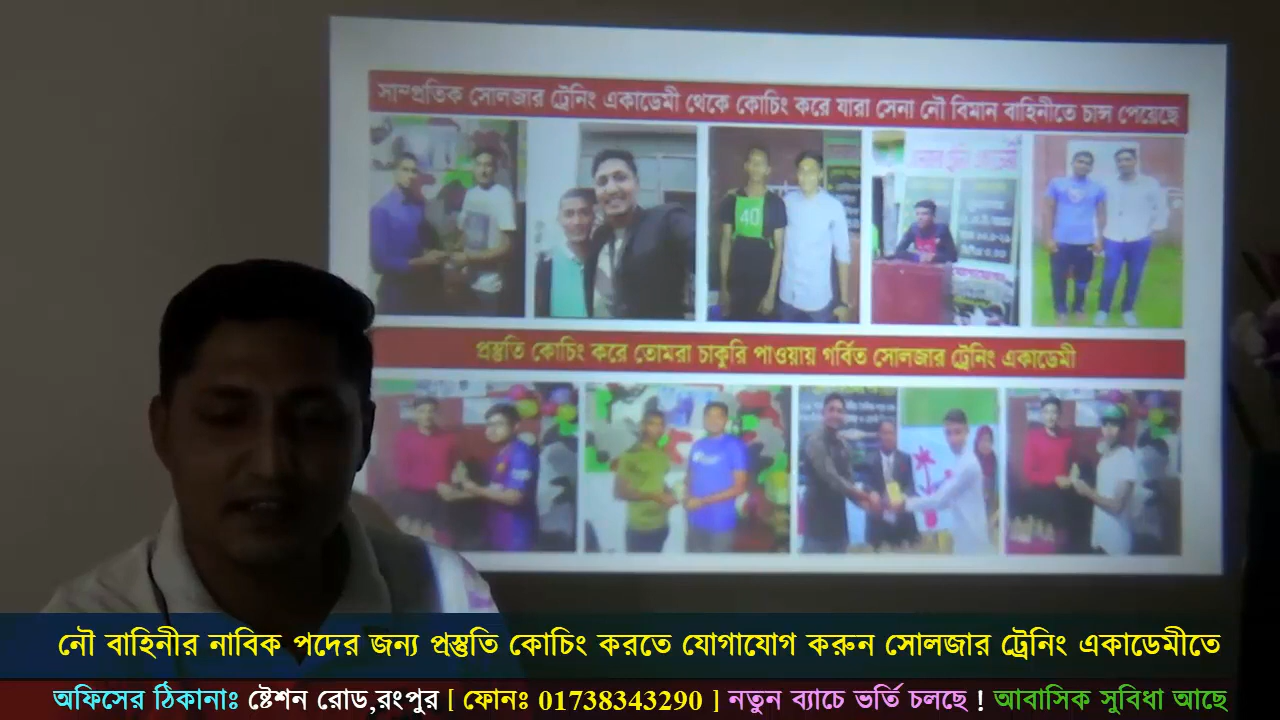 সাম্প্রতিক সোলজার ট্রেনিং একাডেমী থেকে কোচিং করে যারা সেনা নৌ বিমান বাহিনীতে চান্স পেয়েছে
40
প্রস্তুতি কোচিং করে তোমরা চাকুরি পাওয়ায় গর্বিত সোলজার ট্রেনিং একাডেমী
নৌ বাহিনীর নাবিক পদের জন্য প্রস্তুতি কোচিং করতে যোগাযোগ করুন সোলজার ট্রেনিং একাডেমীতে
অফিসের ঠিকানাঃ ষ্টেশন রোড,রংপুর [ ফোনঃ 01738343290 ] নতুন ব্যাচে ভর্তি চলছে ! আবাসিক সুবিধা আছে